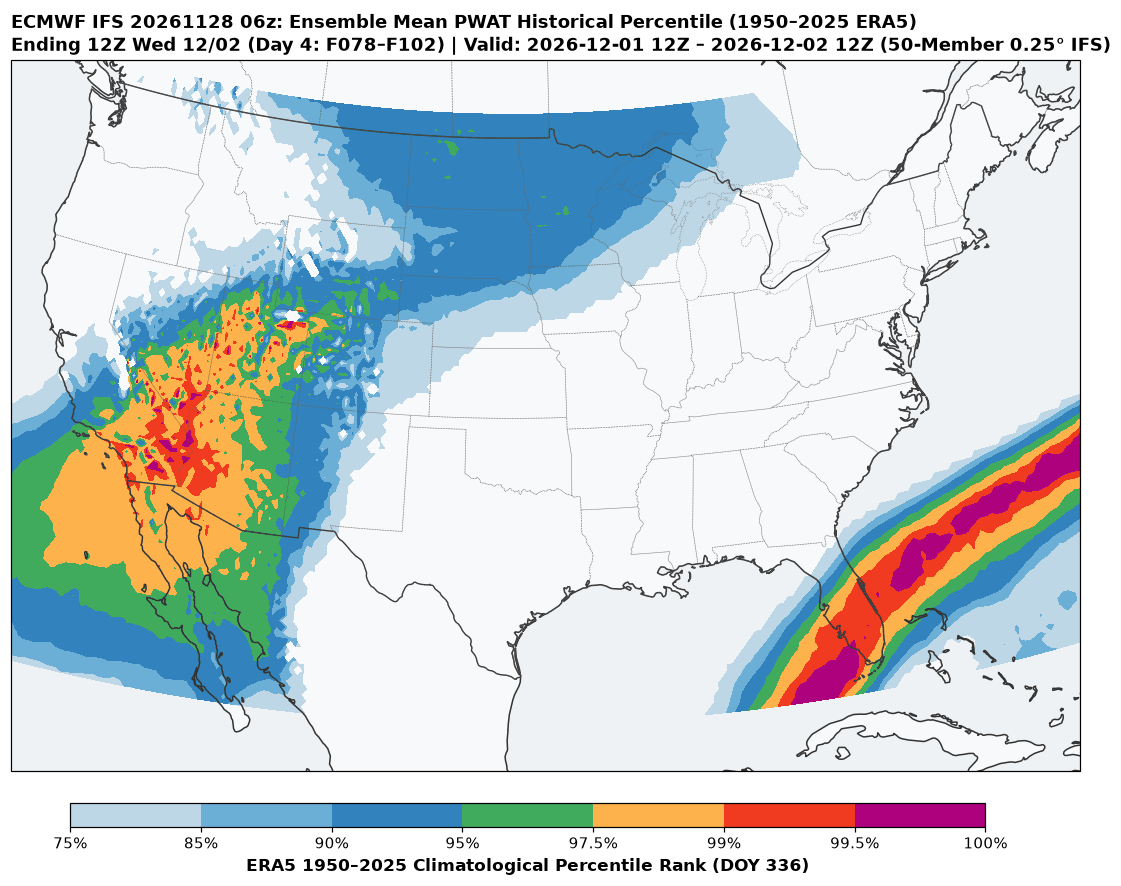 ECMWF IFS 20261128 06z: Ensemble Mean PWAT Historical Percentile (1950–2025 ERA5)
Ending 12Z Wed 12/02 (Day 4: F078–F102) | Valid: 2026-12-01 12Z – 2026-12-02 12Z (50-Member 0.25° IFS)
75% 85% 90% 95% 97.5% 99% 99.5% 100%
ERA5 1950–2025 Climatological Percentile Rank (DOY 336)